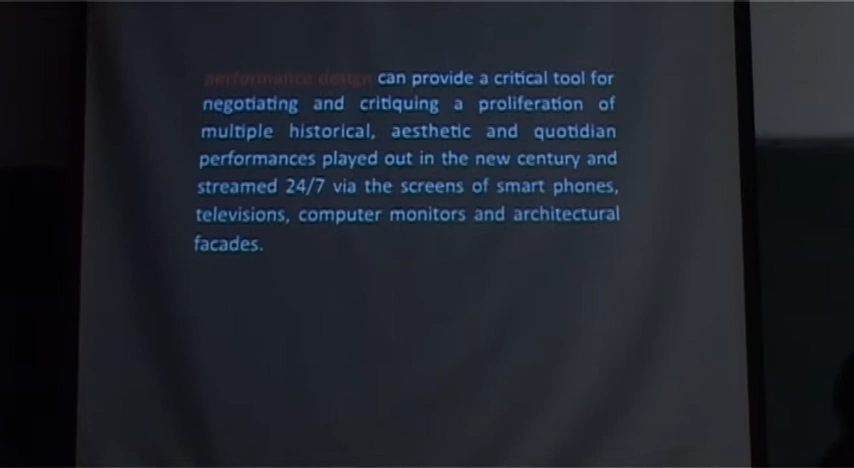 performance design can provide a critical tool for
negotiating and critiquing a proliferation of
multiple historical, aesthetic and quotidian
performances played out in the new century and
streamed 24/7 via the screens of smart phones,
televisions, computer monitors and architectural
facades.